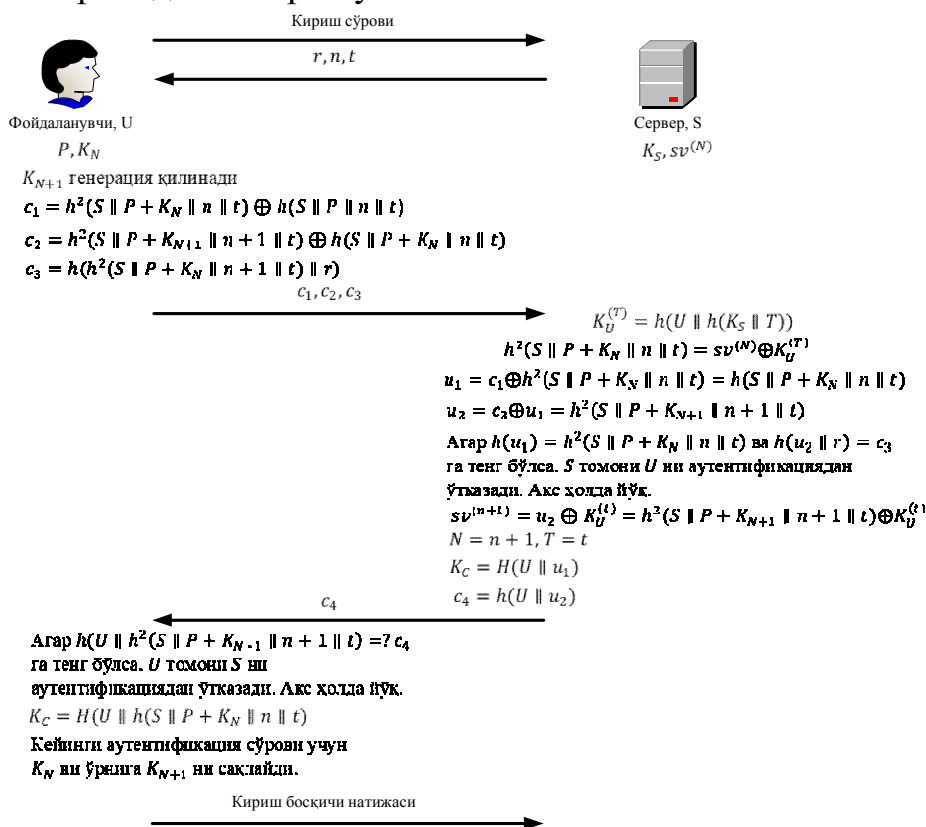 Кириш сўрови
r, n, t
Фойдаланувчи, U
Сервер, S
P, K_N
K_S, sv^(N)
K_{N+1} генерация қилинади
c_1 = h^2(S ∥ P + K_N ∥ n ∥ t) ⊕ h(S ∥ P ∥ n ∥ t)
c_2 = h^2(S ∥ P + K_{N+1} ∥ n + 1 ∥ t) ⊕ h(S ∥ P + K_N ∥ n ∥ t)
c_3 = h(h^2(S ∥ P + K_N ∥ n + 1 ∥ t) ∥ r)
c_1, c_2, c_3
K_U^(T) = h(U ∥ h(K_S ∥ T))
h^2(S ∥ P + K_N ∥ n ∥ t) = sv^(N)⊕K_U^(T)
u_1 = c_1⊕h^2(S ∥ P + K_N ∥ n ∥ t) = h(S ∥ P + K_N ∥ n ∥ t)
u_2 = c_2⊕u_1 = h^2(S ∥ P + K_{N+1} ∥ n + 1 ∥ t)
Агар h(u_1) = h^2(S ∥ P + K_N ∥ n ∥ t) ва h(u_2 ∥ r) = c_3
га тенг бўлса. S томони U ни аутентификациядан
ўтказади. Акс ҳолда йўқ.
sv^(n+1) = u_2 ⊕ K_U^(t) = h^2(S ∥ P + K_{N+1} ∥ n + 1 ∥ t)⊕K_U^(t)
N = n + 1, T = t
K_C = H(U ∥ u_1)
c_4 = h(U ∥ u_2)
c_4
Агар h(U ∥ h^2(S ∥ P + K_{N+1} ∥ n + 1 ∥ t) =? c_4
га тенг бўлса. U томони S ни
аутентификациядан ўтказади. Акс ҳолда йўқ.
K_C = H(U ∥ h(S ∥ P + K_N ∥ n ∥ t)
Кейинги аутентификация сўрови учун
K_N ни ўрнига K_{N+1} ни сақлайди.
Кириш босқичи натижаси